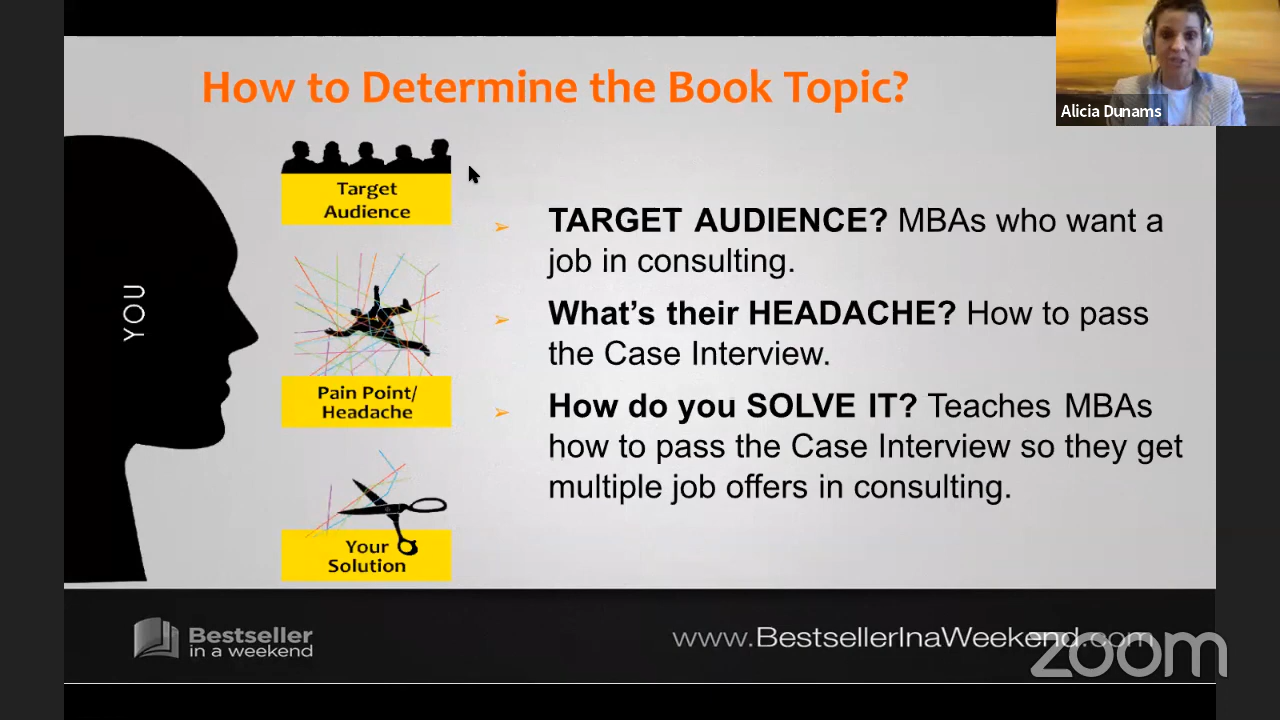 How to Determine the Book Topic?
Alicia Dunams
YOU
Target
Audience
Pain Point/
Headache
Your
Solution
➢ TARGET AUDIENCE? MBAs who want a
job in consulting.
➢ What’s their HEADACHE? How to pass
the Case Interview.
➢ How do you SOLVE IT? Teaches MBAs
how to pass the Case Interview so they get
multiple job offers in consulting.
Bestseller
in a weekend
www.BestsellerInaWeekend.com
zoom